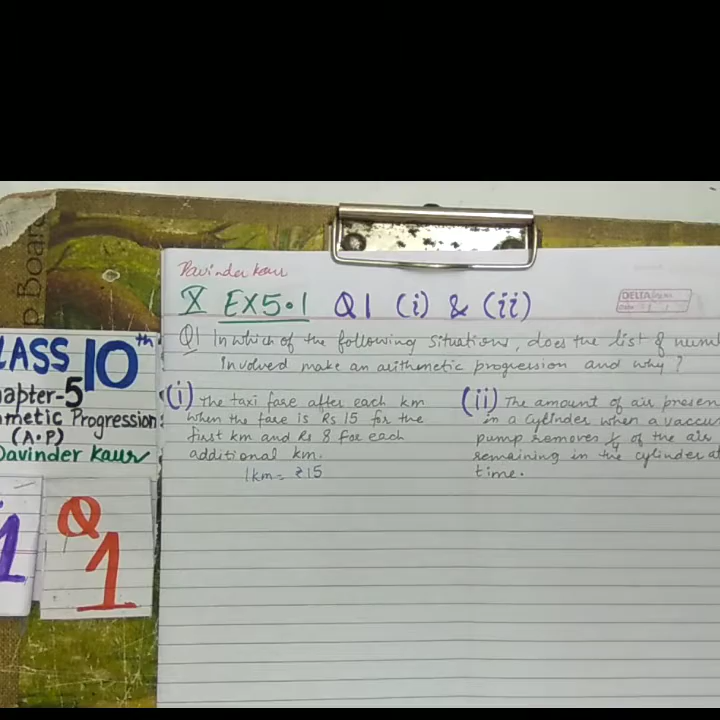 p Board
Davinder Kaur
X EX5.1 Q1 (i) & (ii)
DELTA
Q1 In which of the following situations, does the list of num
involved make an arithmetic progression and why?
(i) The taxi fare after each km
when the fare is Rs 15 for the
first km and Rs 8 for each
additional km.
1km = ₹15
(ii) The amount of air presen
in a cylinder when a vaccu
pump removes ¼ of the air
remaining in the cylinder at
time.
LASS 10th
hapter-5
metic Progression
(A.P)
Davinder Kaur
1
Q
1